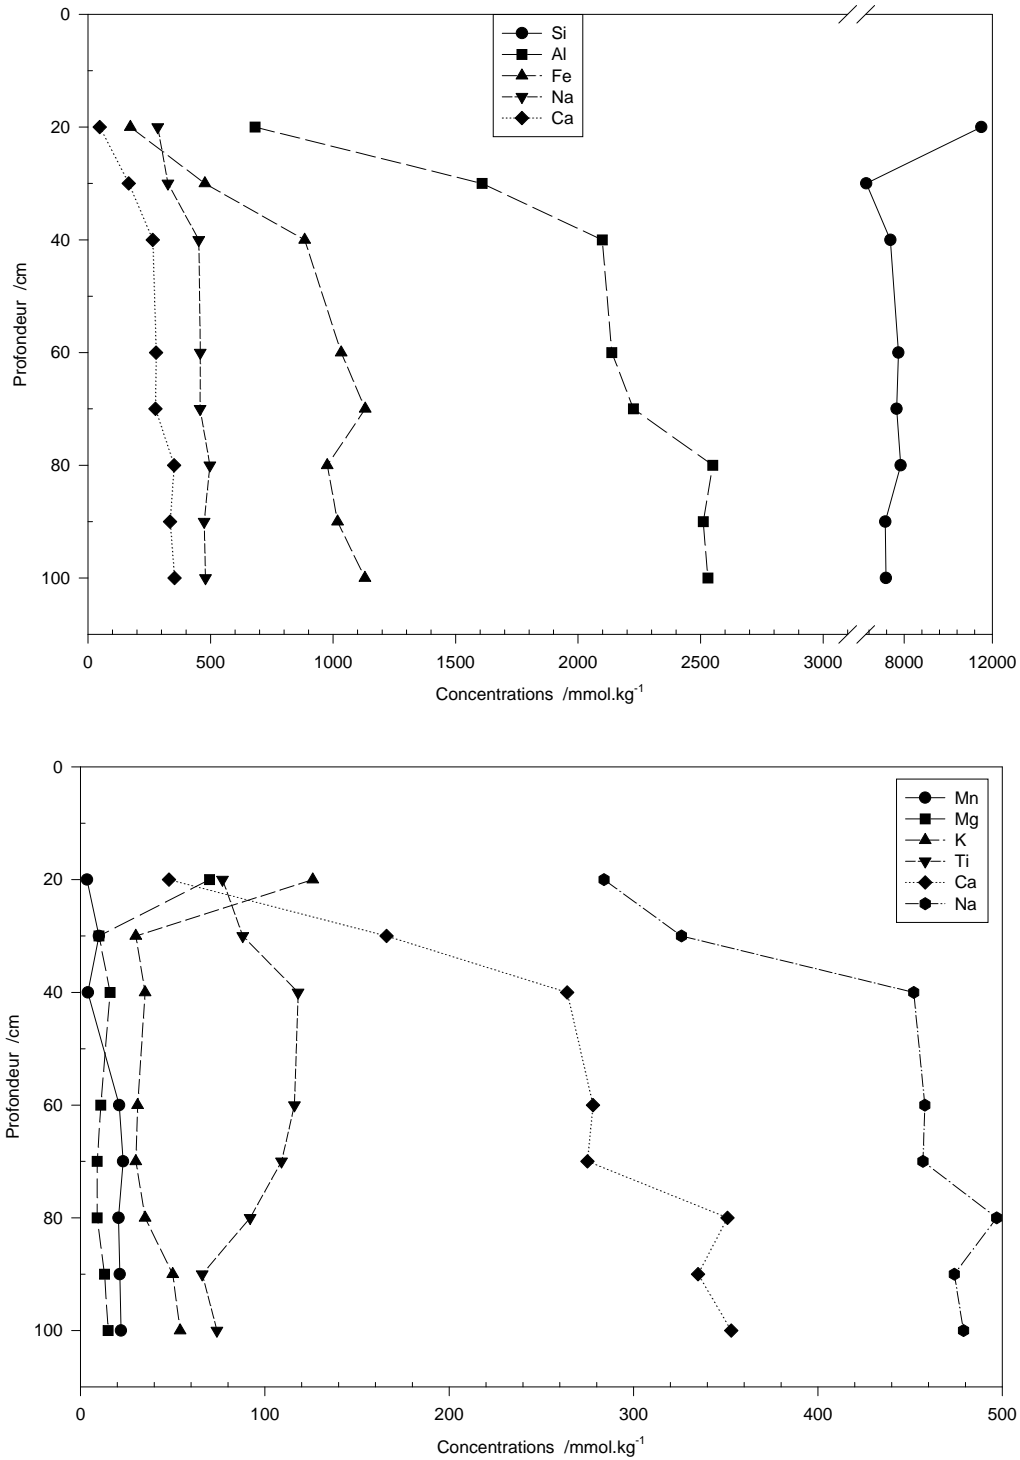 Si
Al
Fe
Na
Ca
0
20
40
60
80
100
Profondeur /cm
0 500 1000 1500 2000 2500 3000 8000 12000
Concentrations /mmol.kg⁻¹
Mn
Mg
K
Ti
Ca
Na
0
20
40
60
80
100
Profondeur /cm
0 100 200 300 400 500
Concentrations /mmol.kg⁻¹